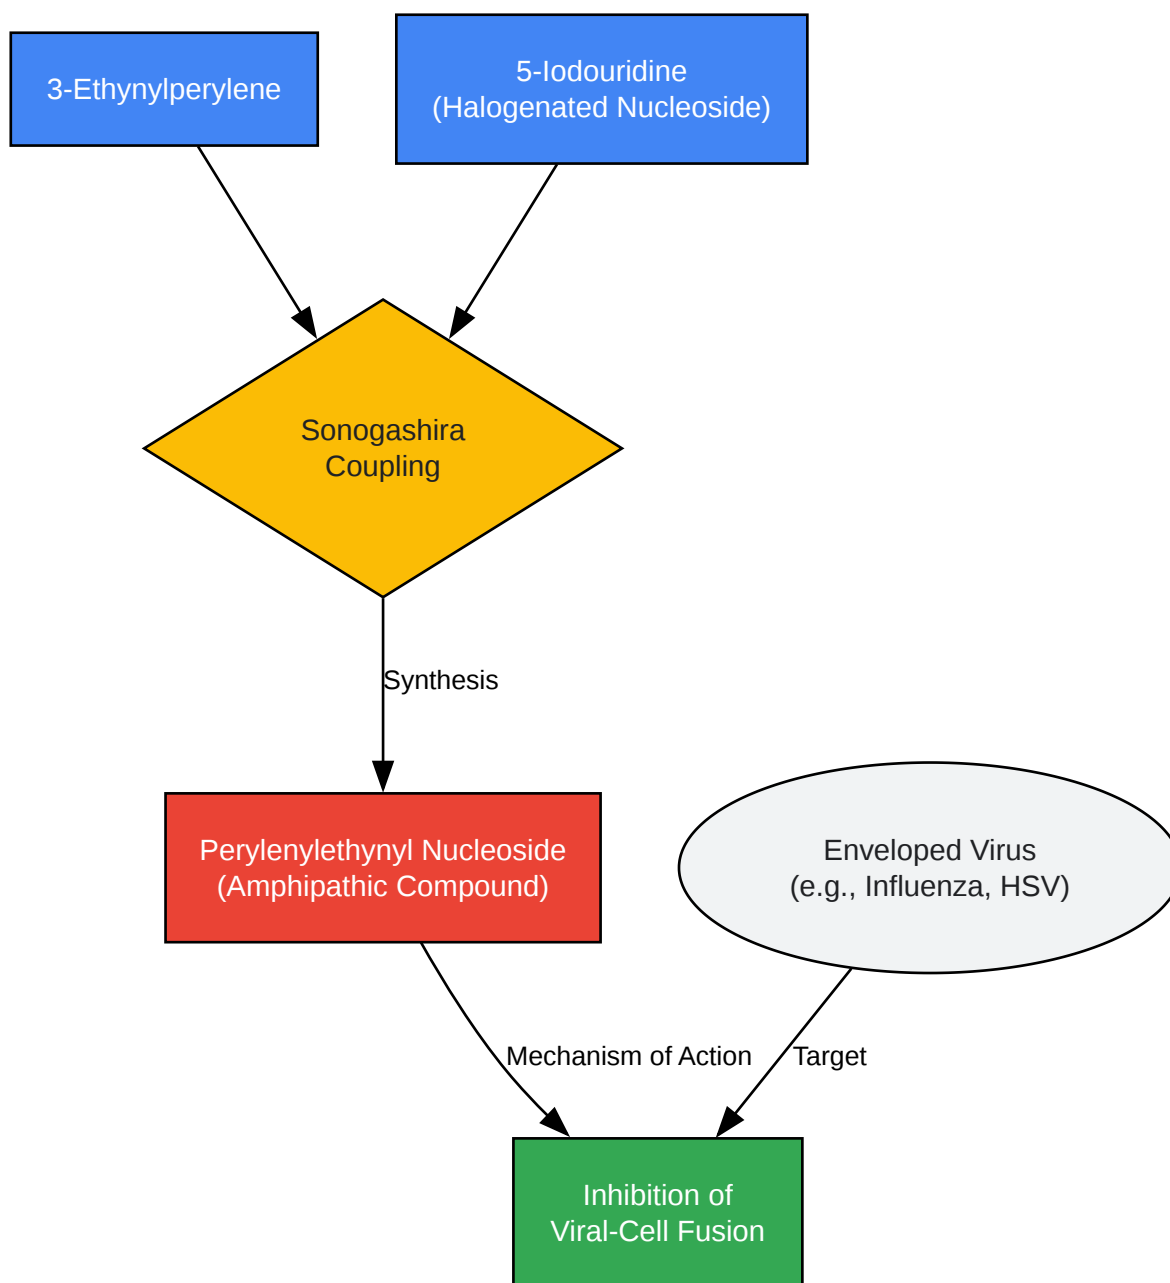 3-Ethynylperylene
5-Iodouridine
(Halogenated Nucleoside)
Sonogashira
Coupling
Synthesis
Perylenylethynyl Nucleoside
(Amphipathic Compound)
Enveloped Virus
(e.g., Influenza, HSV)
Mechanism of Action
Target
Inhibition of
Viral-Cell Fusion